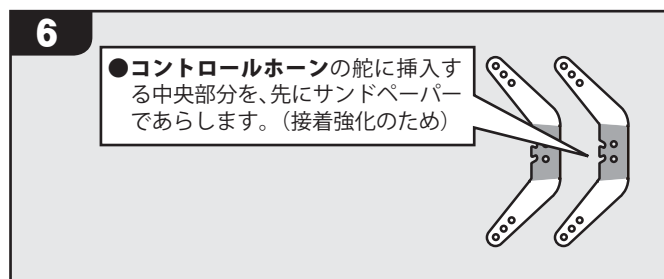 6
●コントロールホーンの舵に挿入す
る中央部分を、先にサンドペーパー
であらします。（接着強化のため）